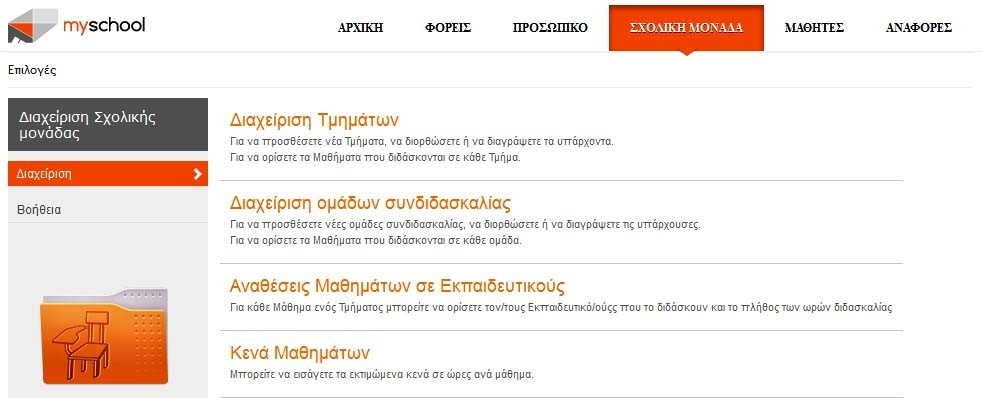 myschool
ΑΡΧΙΚΗ ΦΟΡΕΙΣ ΠΡΟΣΩΠΙΚΟ ΣΧΟΛΙΚΗ ΜΟΝΑΔΑ ΜΑΘΗΤΕΣ ΑΝΑΦΟΡΕΣ
Επιλογές
Διαχείριση Σχολικής
μονάδας
Διαχείριση
Βοήθεια
Διαχείριση Τμημάτων
Για να προσθέσετε νέα Τμήματα, να διορθώσετε ή να διαγράψετε τα υπάρχοντα.
Για να ορίσετε τα Μαθήματα που διδάσκονται σε κάθε Τμήμα.
Διαχείριση ομάδων συνδιδασκαλίας
Για να προσθέσετε νέες ομάδες συνδιδασκαλίας, να διορθώσετε ή να διαγράψετε τις υπάρχουσες.
Για να ορίσετε τα Μαθήματα που διδάσκονται σε κάθε ομάδα.
Αναθέσεις Μαθημάτων σε Εκπαιδευτικούς
Για κάθε Μάθημα ενός Τμήματος μπορείτε να ορίσετε τον/τους Εκπαιδευτικό/ούςς που το διδάσκουν και το πλήθος των ωρών διδασκαλίας
Κενά Μαθημάτων
Μπορείτε να εισάγετε τα εκτιμώμενα κενά σε ώρες ανά μάθημα.